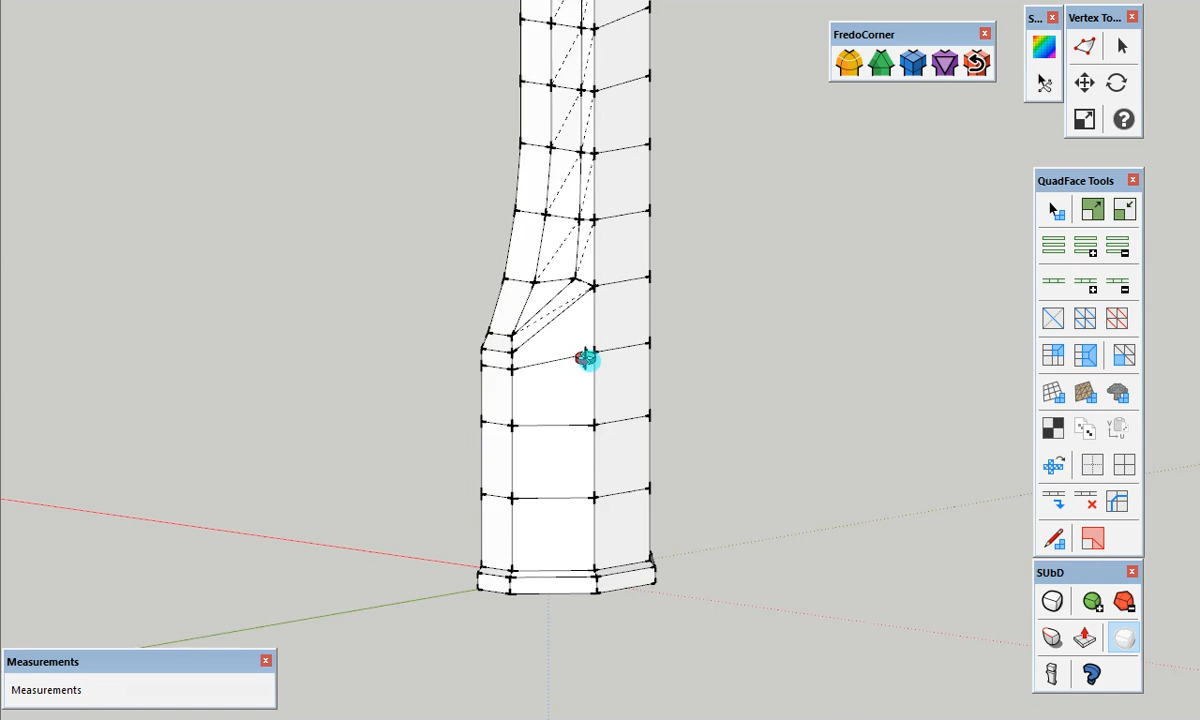 FredoCorner
S...
Vertex To...
QuadFace Tools
SUbD
Measurements
Measurements